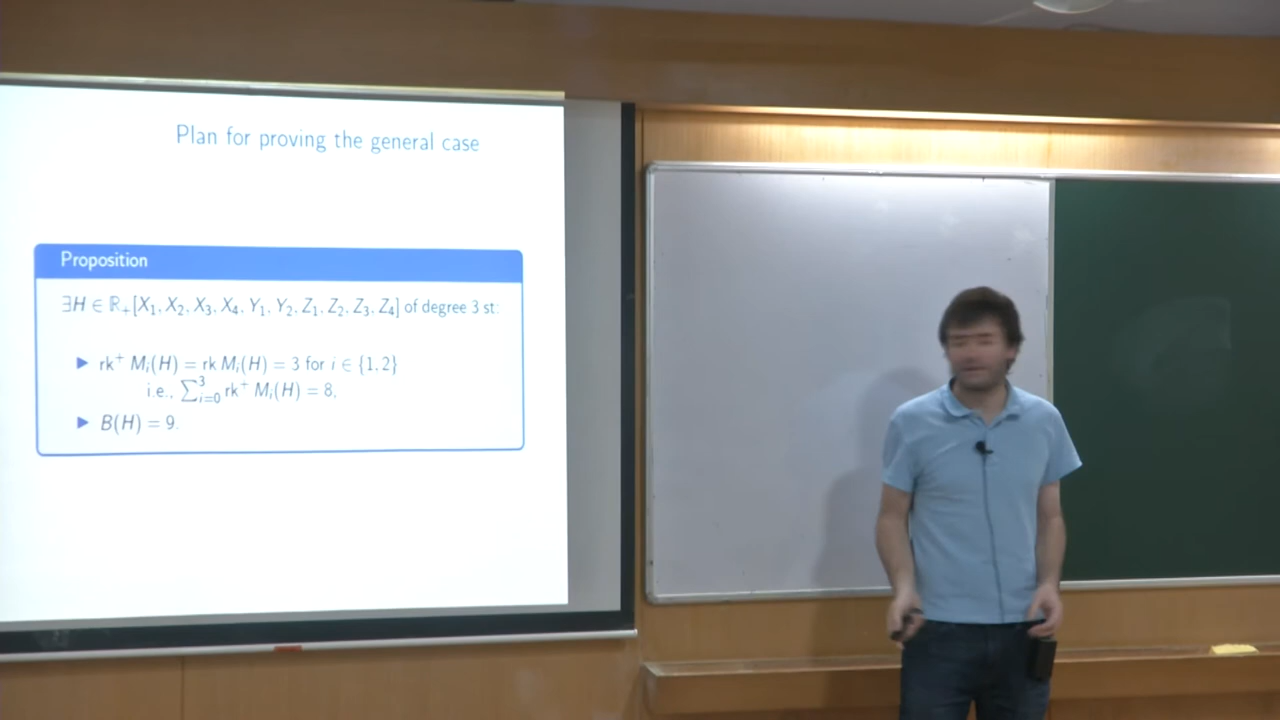 Plan for proving the general case
Proposition
∃H ∈ ℝ₊[X₁, X₂, X₃, X₄, Y₁, Y₂, Z₁, Z₂, Z₃, Z₄] of degree 3 st:
▶ rk⁺ Mᵢ(H) = rk Mᵢ(H) = 3 for i ∈ {1,2}
i.e., ∑³ᵢ₌₀ rk⁺ Mᵢ(H) = 8,
▶ B(H) = 9.